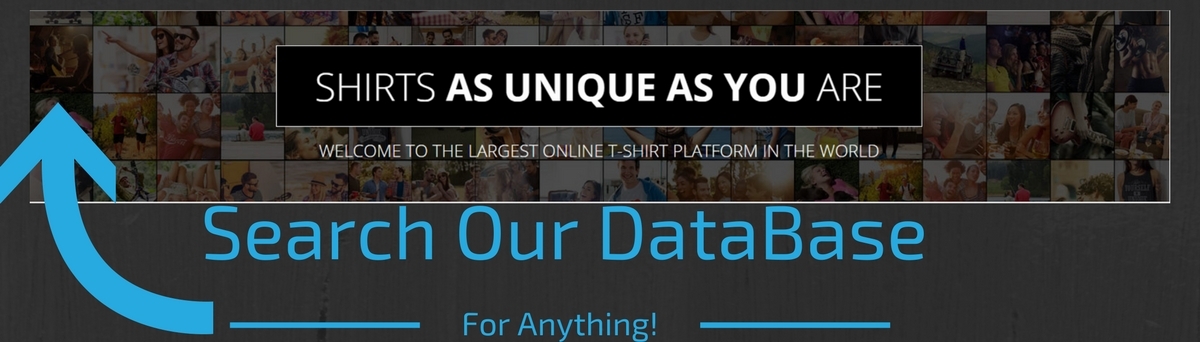 SHIRTS AS UNIQUE AS YOU ARE
WELCOME TO THE LARGEST ONLINE T-SHIRT PLATFORM IN THE WORLD
Search Our DataBase
For Anything!